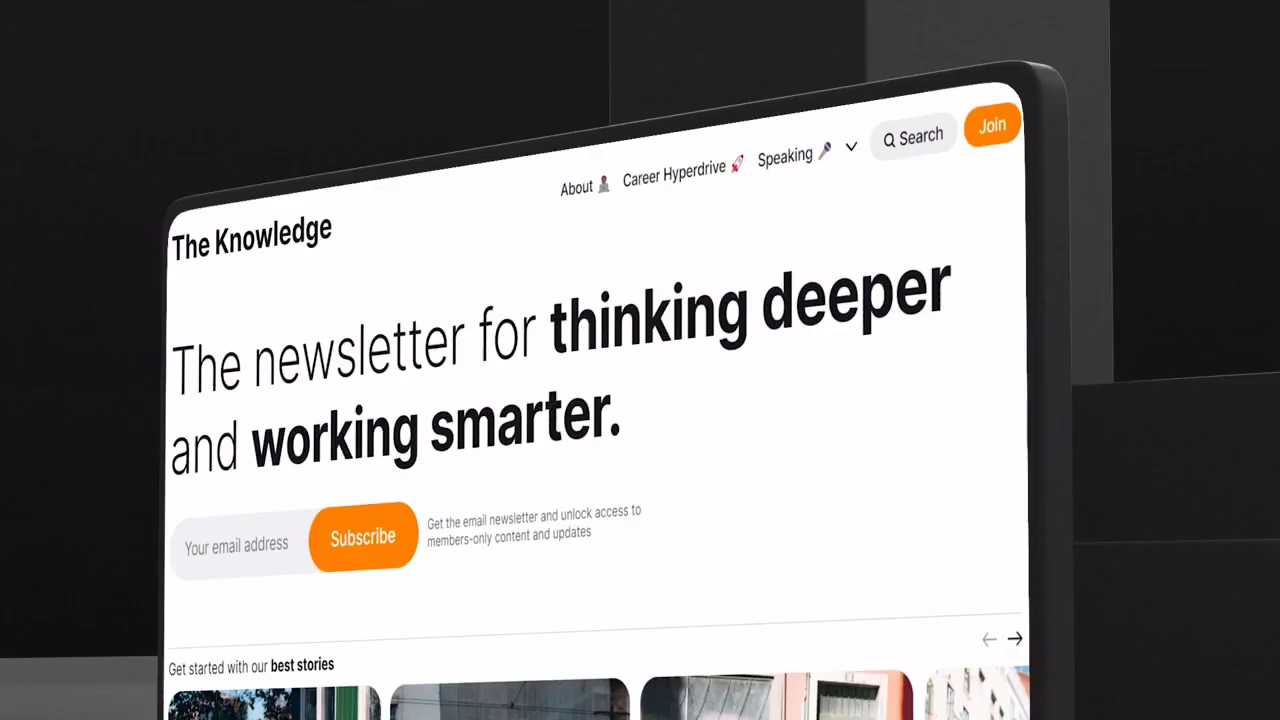 About
Career Hyperdrive 🚀
Speaking 🎤
Search
Join
The Knowledge
The newsletter for thinking deeper
and working smarter.
Your email address
Subscribe
Get the email newsletter and unlock access to
members-only content and updates
Get started with our best stories